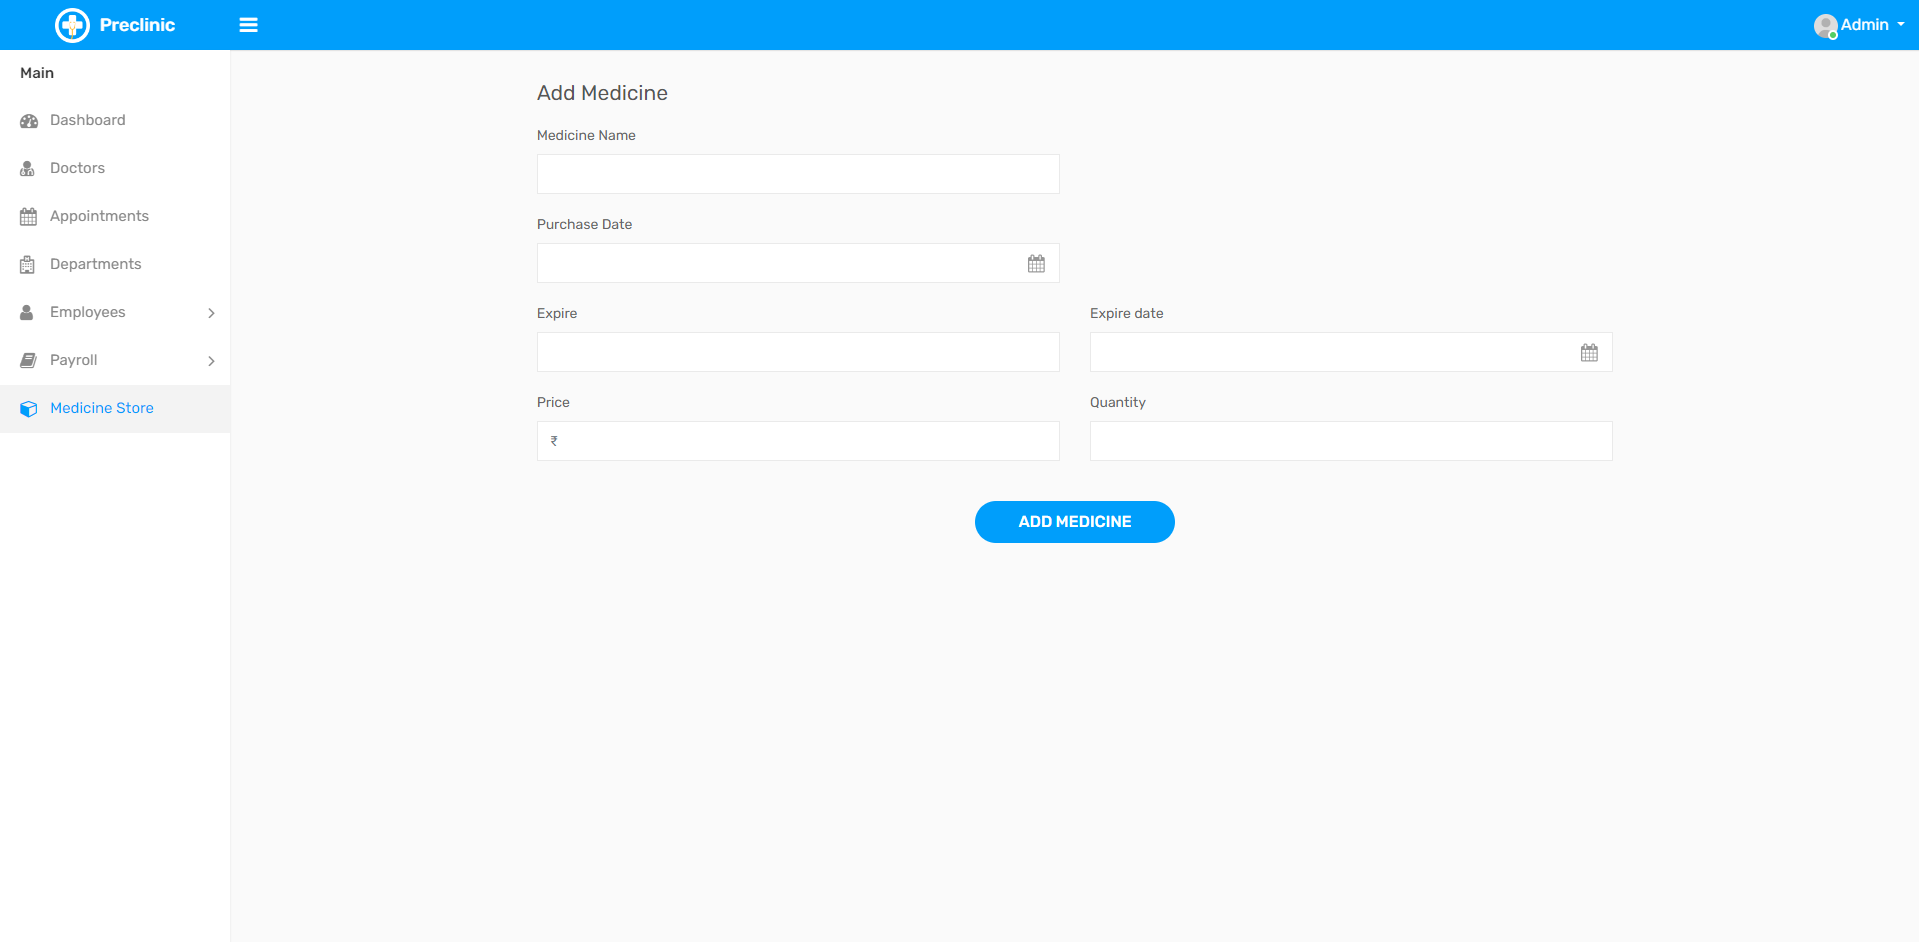 Preclinic
Admin
Main
Dashboard
Doctors
Appointments
Departments
Employees
Payroll
Medicine Store
Add Medicine
Medicine Name
Purchase Date
Expire
Expire date
Price
Quantity
₹
ADD MEDICINE